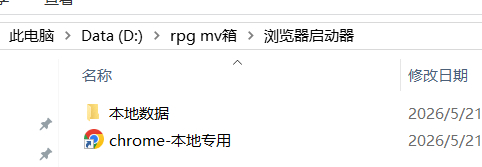 此电脑 > Data (D:) > rpg mv箱 > 浏览器启动器
名称 修改日期
本地数据 2026/5/21
chrome-本地专用 2026/5/21